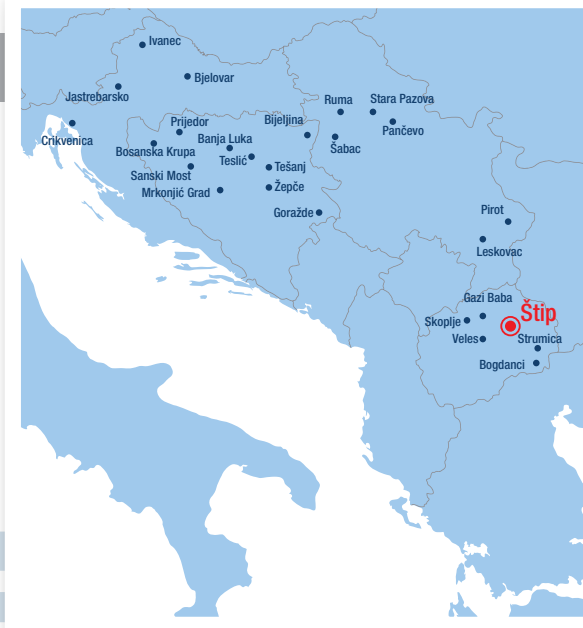 Ivanec
Bjelovar
Jastrebarsko
Crikvenica
Ruma
Stara Pazova
Pančevo
Bijeljina
Šabac
Prijedor
Banja Luka
Bosanska Krupa
Teslić
Tešanj
Sanski Most
Žepče
Mrkonjić Grad
Goražde
Pirot
Leskovac
Gazi Baba
Štip
Skoplje
Veles
Strumica
Bogdanci